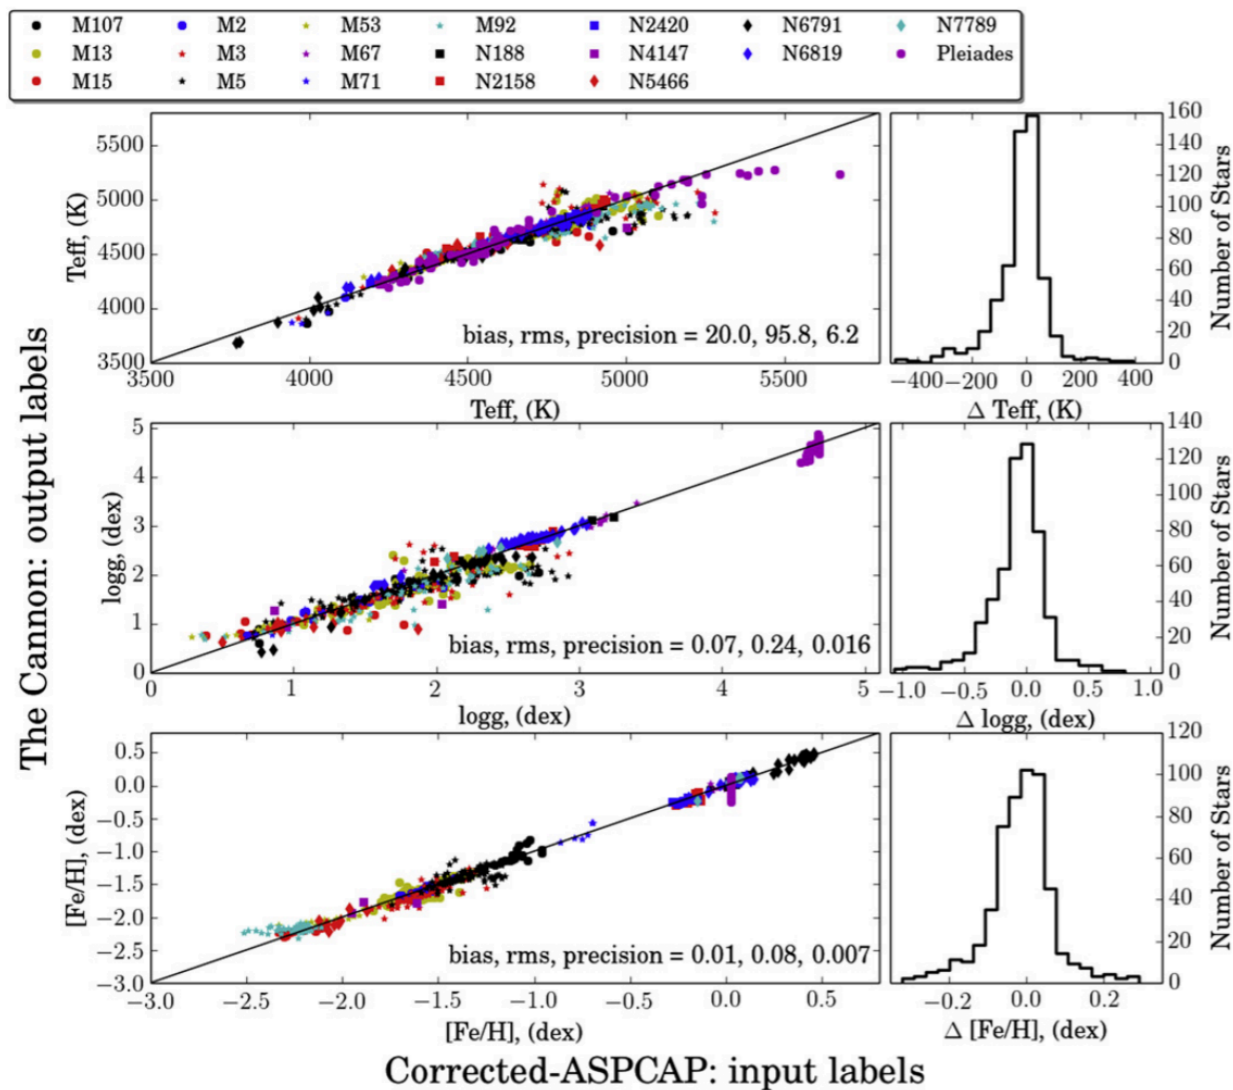 M107 M2 M53 M92 N2420 N6791 N7789
M13 M3 M67 N188 N4147 N6819 Pleiades
M15 M5 M71 N2158 N5466
The Cannon: output labels
Teff, (K)
5500
5000
4500
4000
3500
bias, rms, precision = 20.0, 95.8, 6.2
3500 4000 4500 5000 5500
Teff, (K)
160
140
120
100
80
60
40
20
0
Number of Stars
−400 −200 0 200 400
Δ Teff, (K)
logg, (dex)
5
4
3
2
1
0
bias, rms, precision = 0.07, 0.24, 0.016
0 1 2 3 4 5
logg, (dex)
140
120
100
80
60
40
20
0
Number of Stars
−1.0 −0.5 0.0 0.5 1.0
Δ logg, (dex)
[Fe/H], (dex)
0.5
0.0
−0.5
−1.0
−1.5
−2.0
−2.5
−3.0
bias, rms, precision = 0.01, 0.08, 0.007
−3.0 −2.5 −2.0 −1.5 −1.0 −0.5 0.0 0.5
[Fe/H], (dex)
120
100
80
60
40
20
0
Number of Stars
−0.2 0.0 0.2
Δ [Fe/H], (dex)
Corrected-ASPCAP: input labels